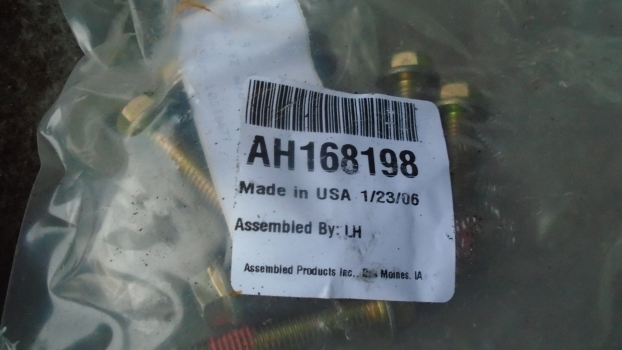 AH168198
Made in USA 1/23/06
Assembled By: LH
Assembled Products Inc., Moines, IA